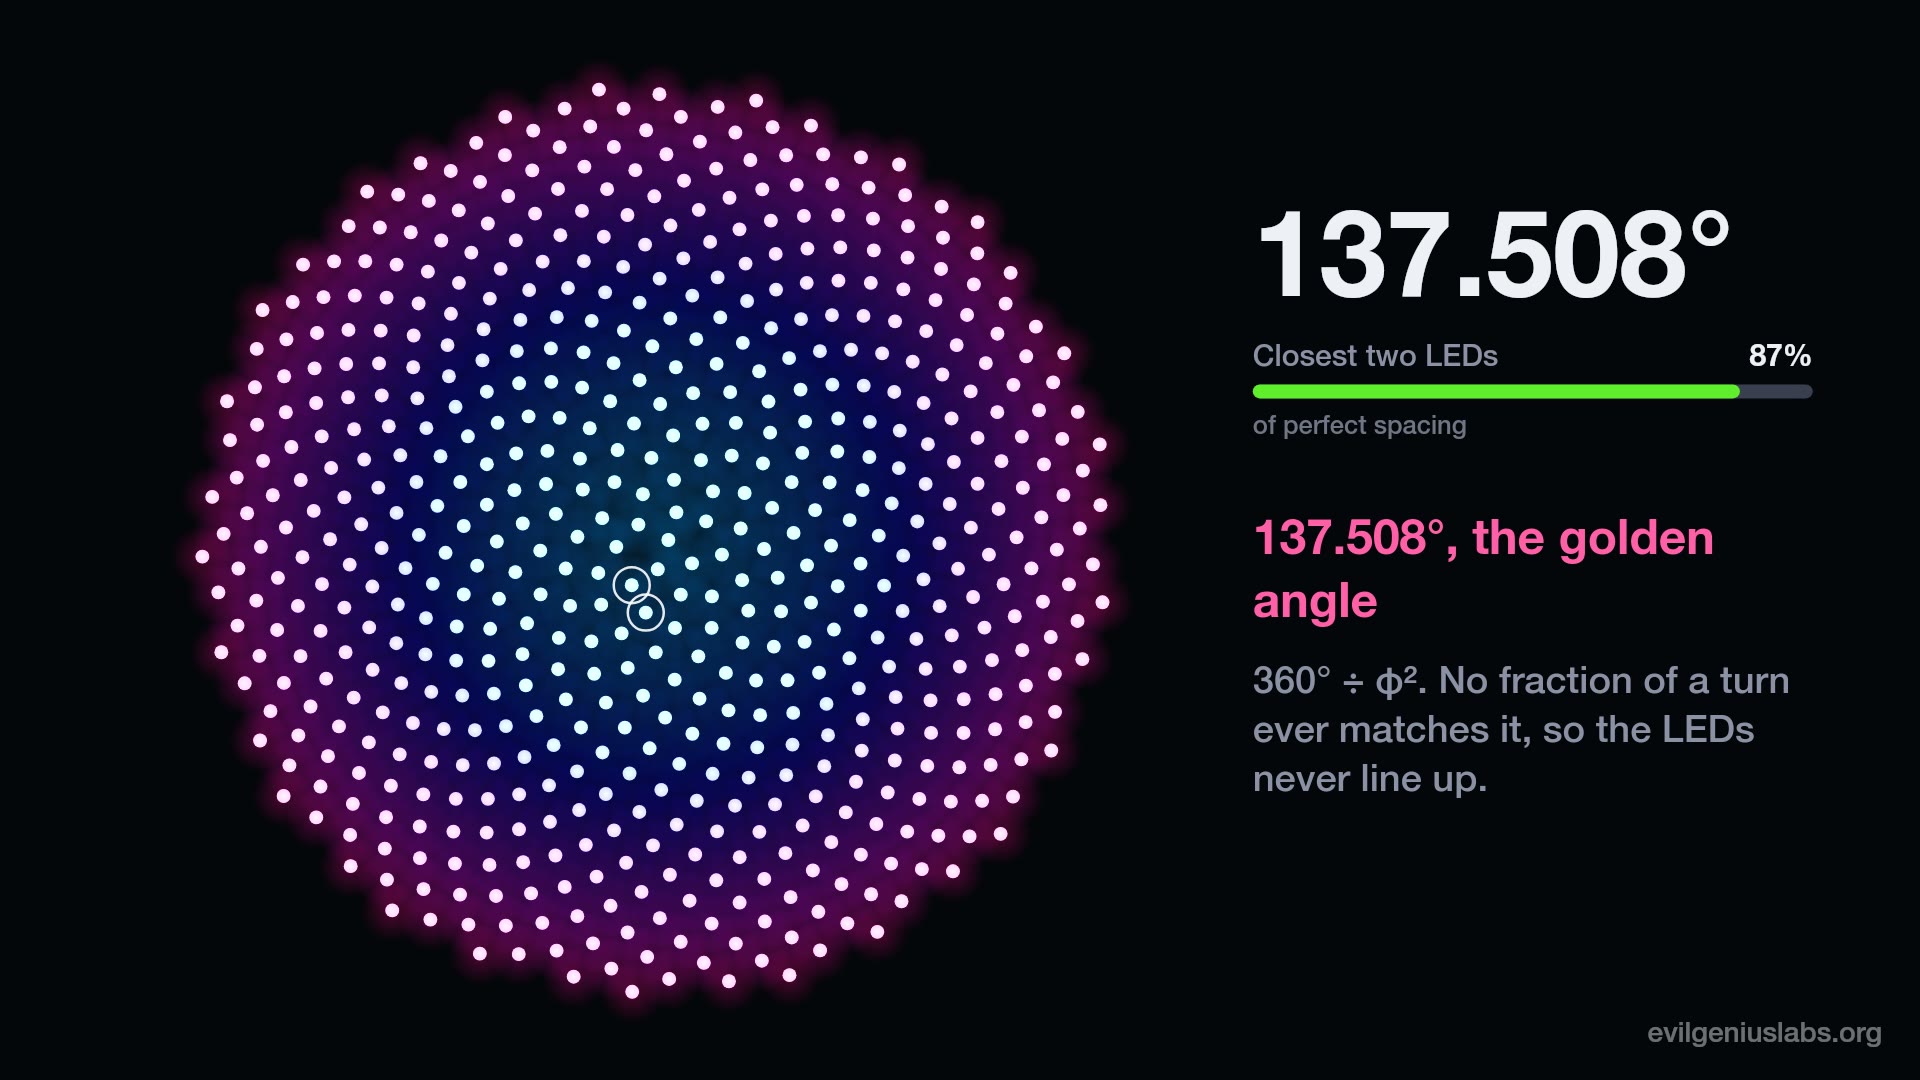 137.508°
Closest two LEDs 87%
of perfect spacing
137.508°, the golden
angle
360° ÷ φ². No fraction of a turn
ever matches it, so the LEDs
never line up.
evilgeniuslabs.org